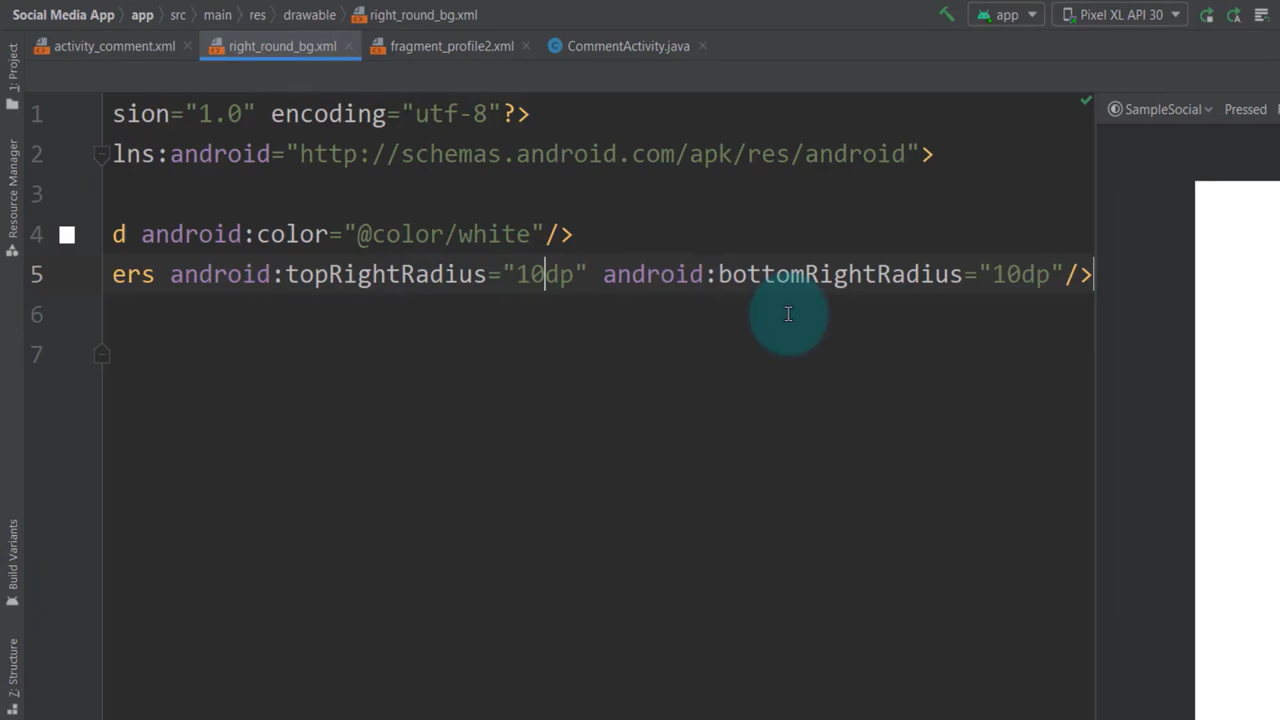 Social Media App app src main res drawable right_round_bg.xml app Pixel XL API 30
activity_comment.xml right_round_bg.xml fragment_profile2.xml CommentActivity.java
1: Project
Resource Manager
Build Variants
7: Structure
SampleSocial Pressed
1 sion="1.0" encoding="utf-8"?>
2 lns:android="http://schemas.android.com/apk/res/android">
3
4 d android:color="@color/white"/>
5 ers android:topRightRadius="10dp" android:bottomRightRadius="10dp"/>
6
7